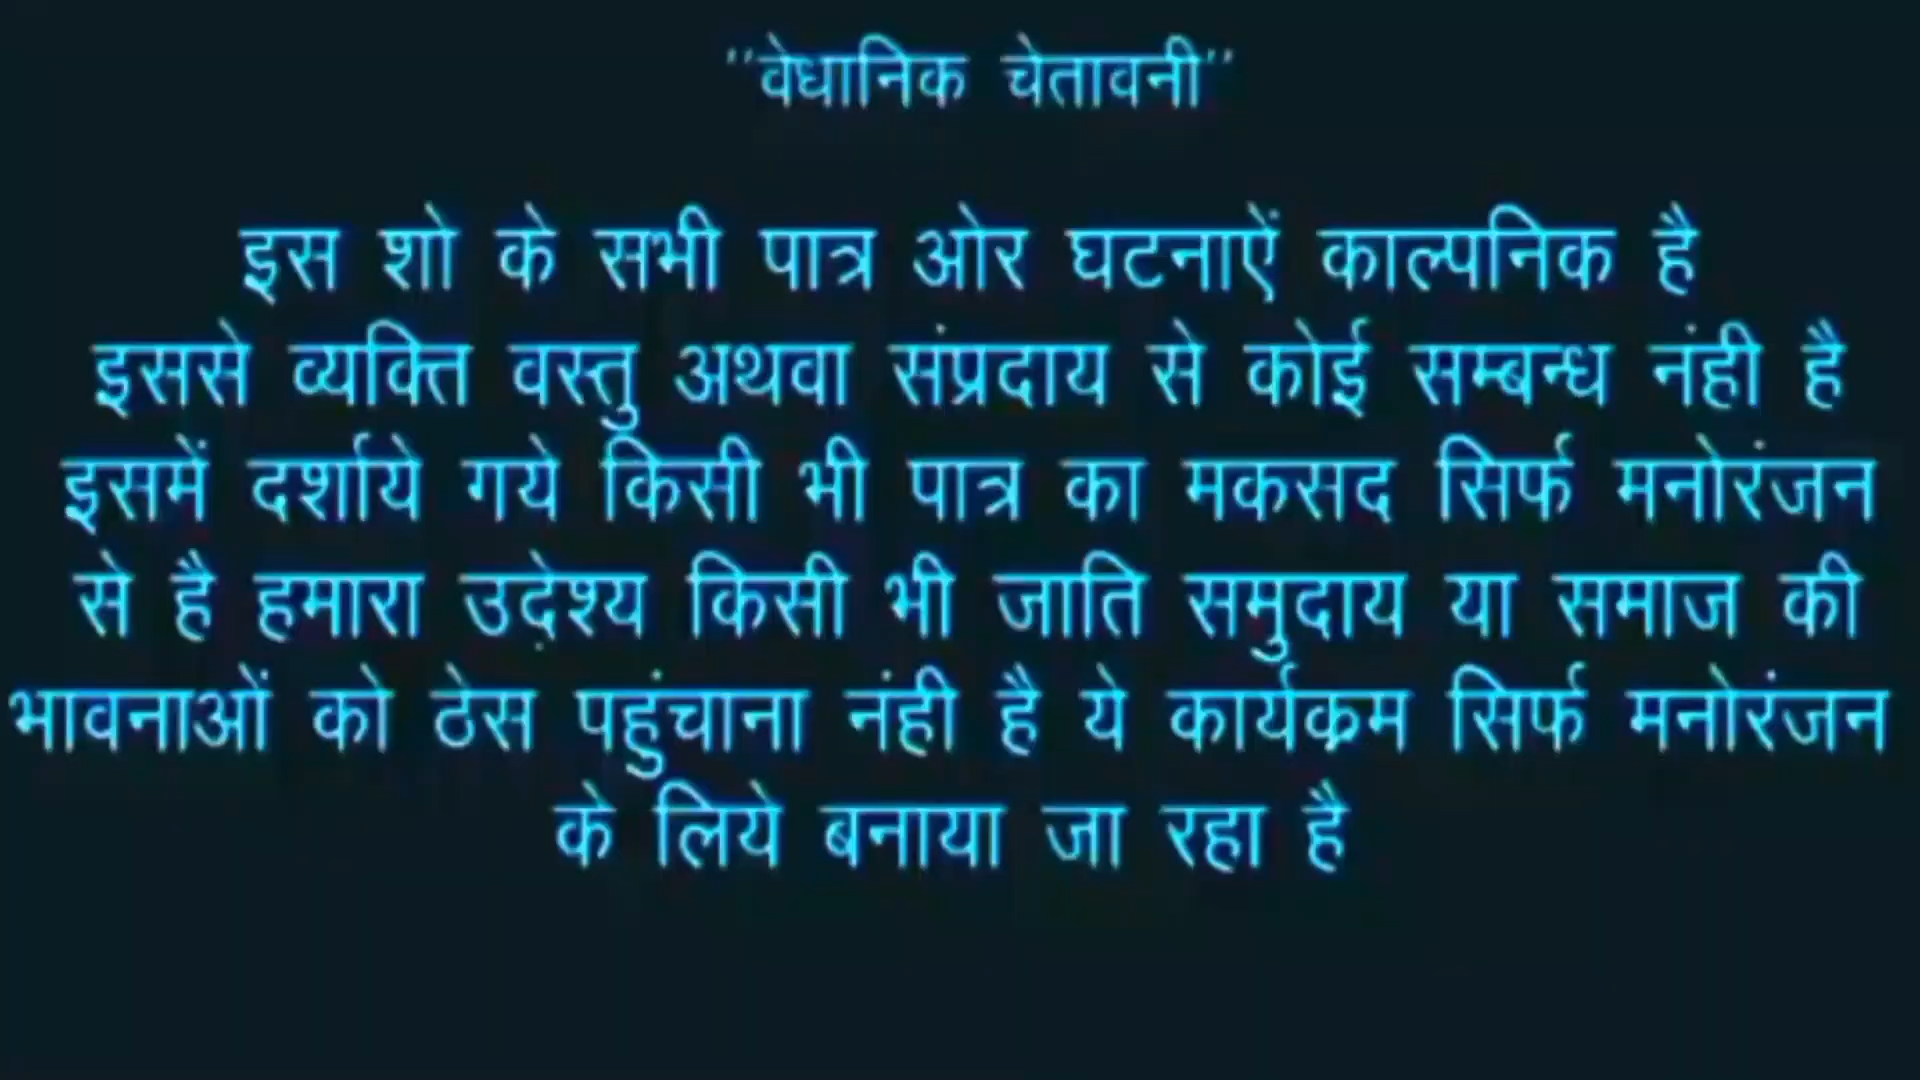 "वेधानिक चेतावनी"
इस शो के सभी पात्र ओर घटनाऐं काल्पनिक है
इससे व्यक्ति वस्तु अथवा संप्रदाय से कोई सम्बन्ध नंही है
इसमें दर्शाये गये किसी भी पात्र का मकसद सिर्फ मनोरंजन
से है हमारा उद़ेश्य किसी भी जाति समुदाय या समाज की
भावनाओं को ठेस पहुंचाना नंही है ये कार्यक्रम सिर्फ मनोरंजन
के लिये बनाया जा रहा है